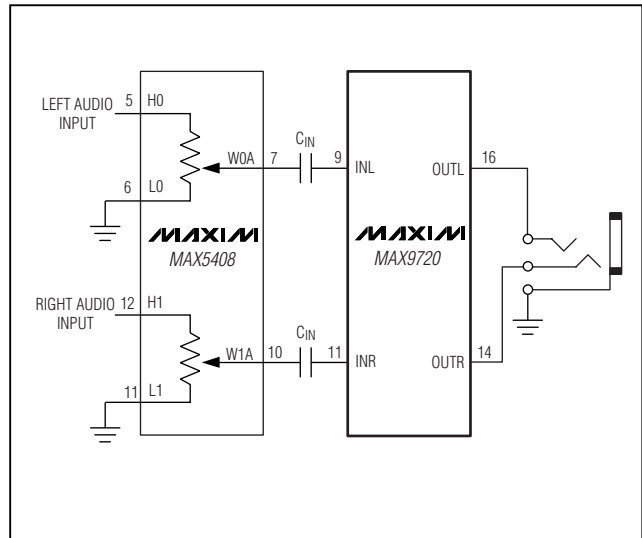 LEFT AUDIO INPUT
5 H0
W0A 7
6 L0
MAXIM
MAX5408
RIGHT AUDIO INPUT
12 H1
W1A 10
11 L1
CIN
CIN
9 INL
OUTL 16
MAXIM
MAX9720
11 INR
OUTR 14